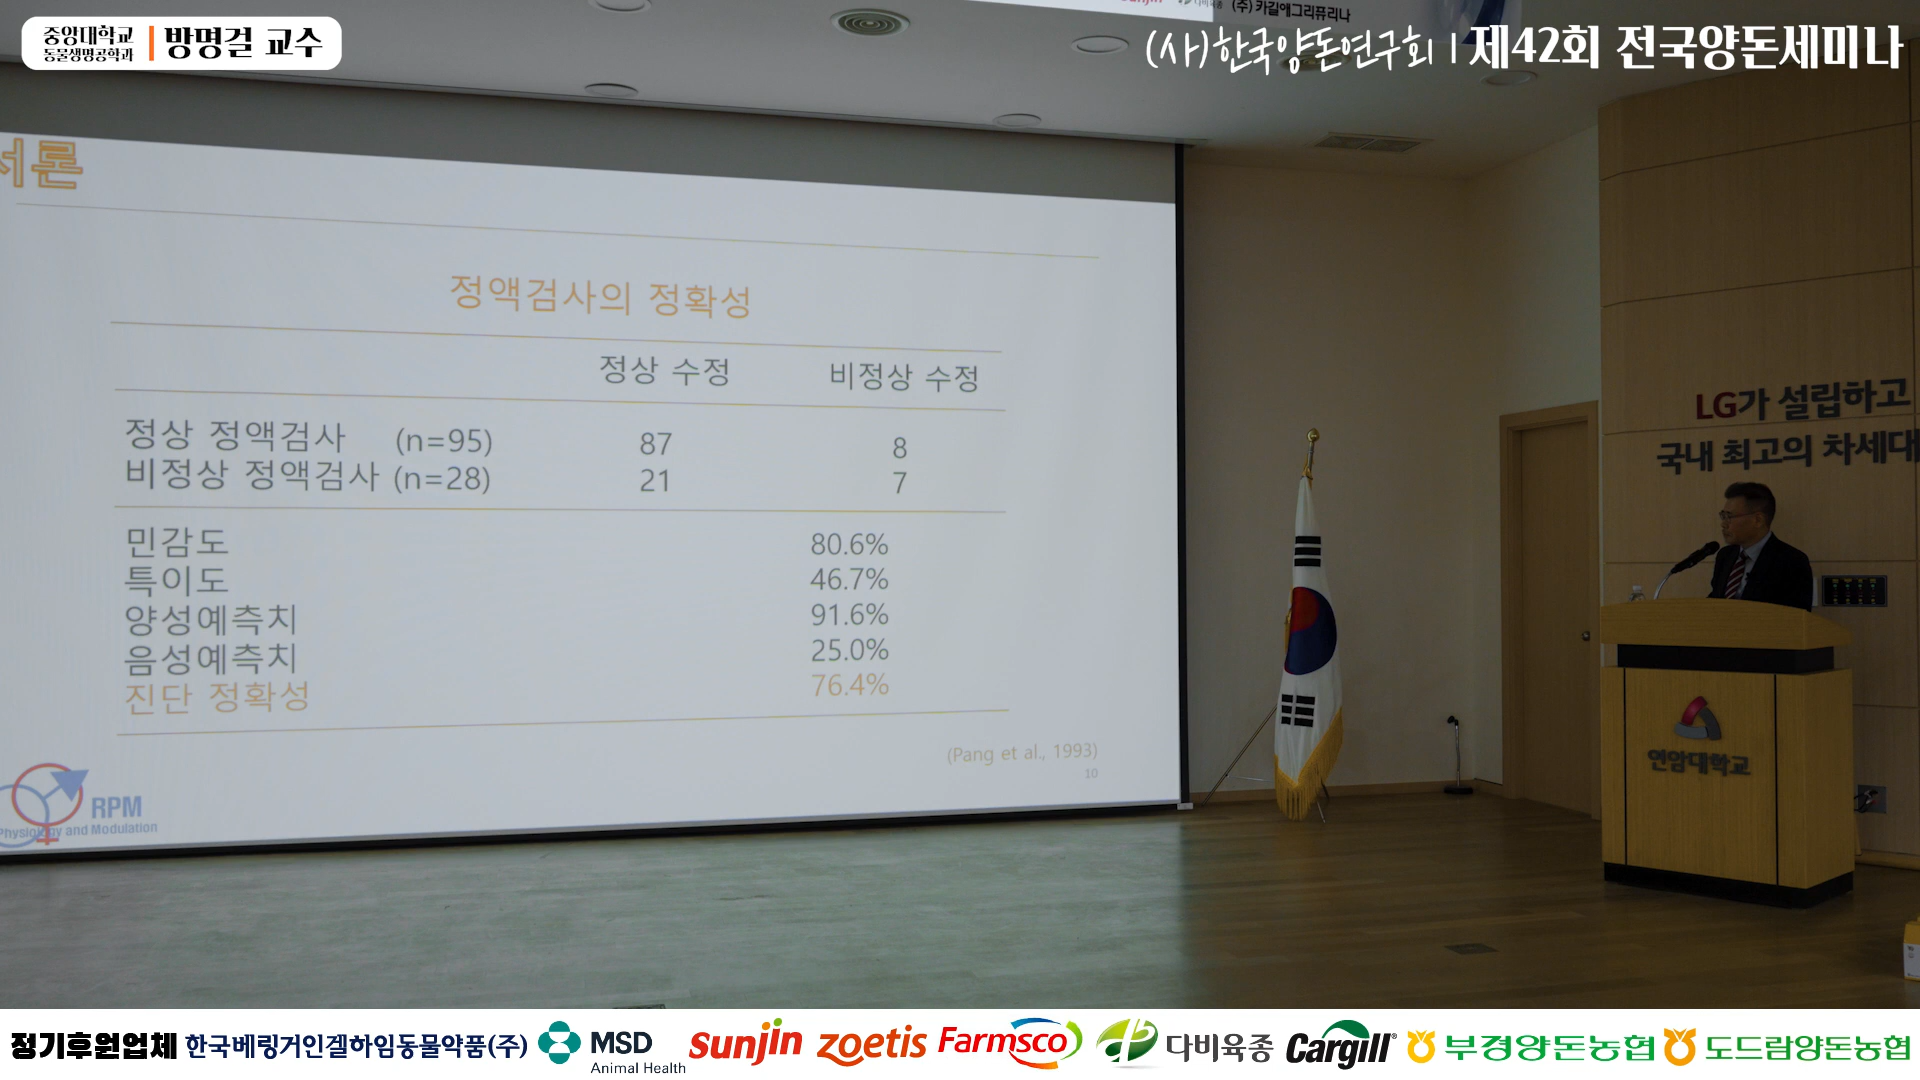 중앙대학교
동물생명공학과
방명걸 교수
sunjin 다비육종 (주) 카길애그리퓨리나
(사)한국양돈연구회 | 제42회 전국양돈세미나
서론
정액검사의 정확성
정상 수정 비정상 수정
정상 정액검사 (n=95) 87 8
비정상 정액검사 (n=28) 21 7
민감도 80.6%
특이도 46.7%
양성예측치 91.6%
음성예측치 25.0%
진단 정확성 76.4%
(Pang et al., 1993)
10
RPM
Physiology and Modulation
LG가 설립하고
국내 최고의 차세대
연암대학교
정기후원업체 한국베링거인겔하임동물약품(주) MSD Animal Health sunjin zoetis Farmsco 다비육종 Cargill 부경양돈농협 도드람양돈농협